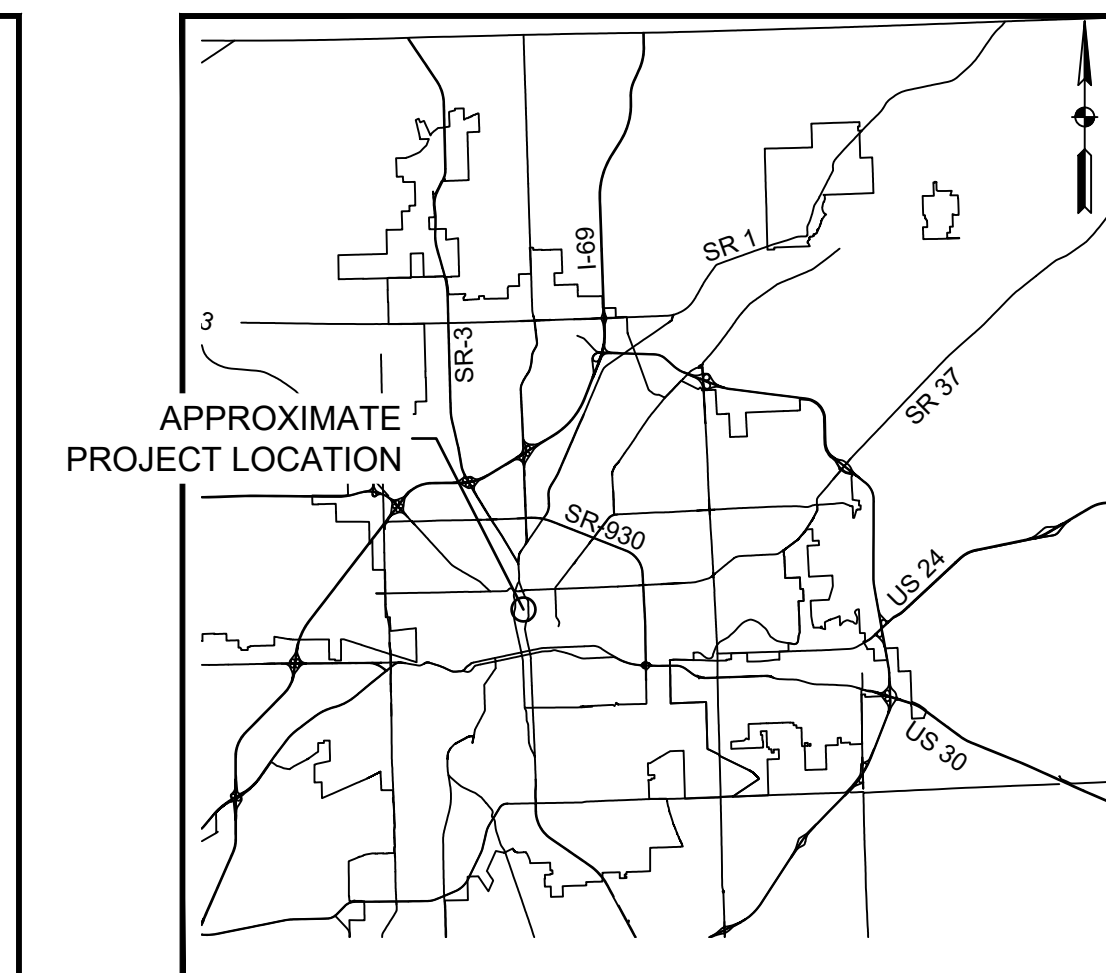 I-69
SR 1
3
SR-3
SR 37
APPROXIMATE
PROJECT LOCATION
SR-930
US 24
US 30